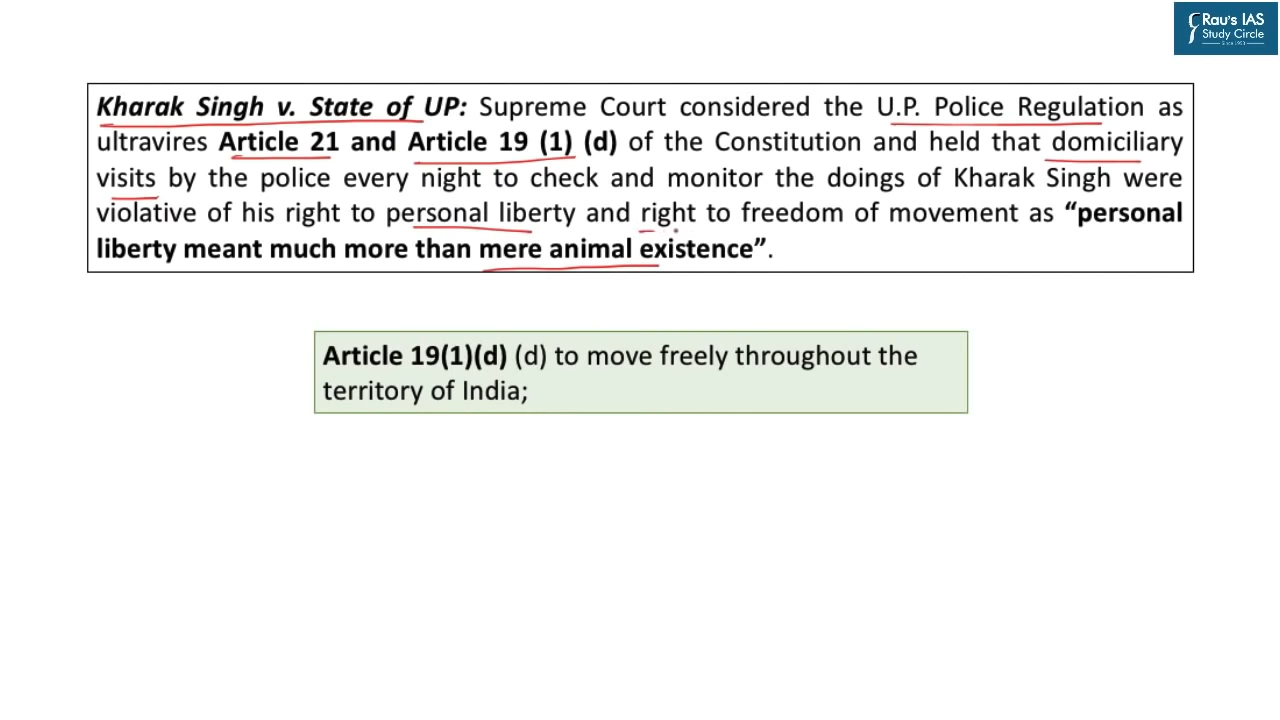 Rau's IAS
Study Circle
Since 1953
Kharak Singh v. State of UP: Supreme Court considered the U.P. Police Regulation as
ultravires Article 21 and Article 19 (1) (d) of the Constitution and held that domiciliary
visits by the police every night to check and monitor the doings of Kharak Singh were
violative of his right to personal liberty and right to freedom of movement as “personal
liberty meant much more than mere animal existence”.
Article 19(1)(d) (d) to move freely throughout the
territory of India;